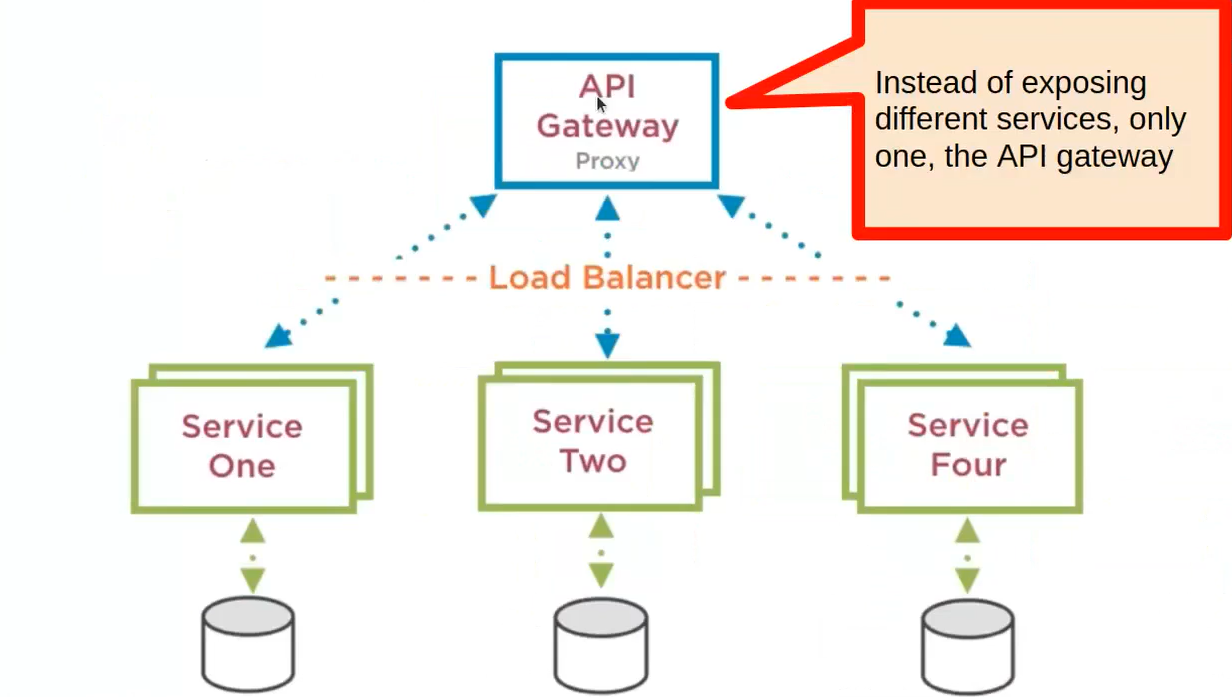 API
Gateway
Proxy
Instead of exposing
different services, only
one, the API gateway
Load Balancer
Service
One
Service
Two
Service
Four